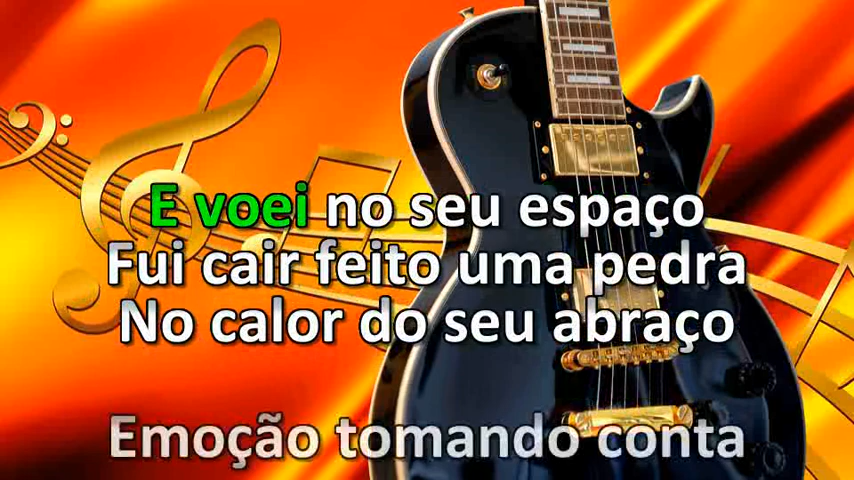 E voei no seu espaço
Fui cair feito uma pedra
No calor do seu abraço
Emoção tomando conta